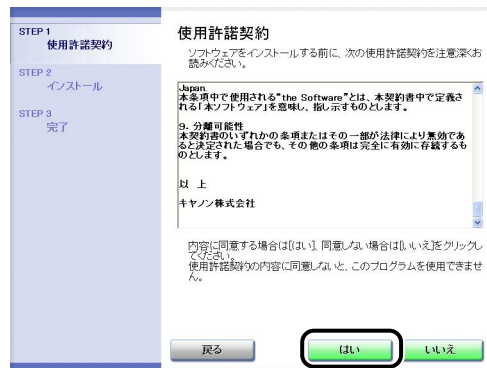 STEP 1
使用許諾契約
STEP 2
インストール
STEP 3
完了
使用許諾契約
ソフトウェアをインストールする前に、次の使用許諾契約を注意深くお
読みください。
Japan.
本条項中で使用される"the Software"とは、本契約書中で定義さ
れる「本ソフトウェア」を意味し、指し示すものとします。
9. 分離可能性
本契約書のいずれかの条項またはその一部が法律により無効であ
ると決定された場合でも、その他の条項は完全に有効に存続するも
のとします。
以 上
キヤノン株式会社
内容に同意する場合は[はい]、同意しない場合は[いいえ]をクリックし
てください。
使用許諾契約の内容に同意しないと、このプログラムを使用できませ
ん。
戻る
はい
いいえ